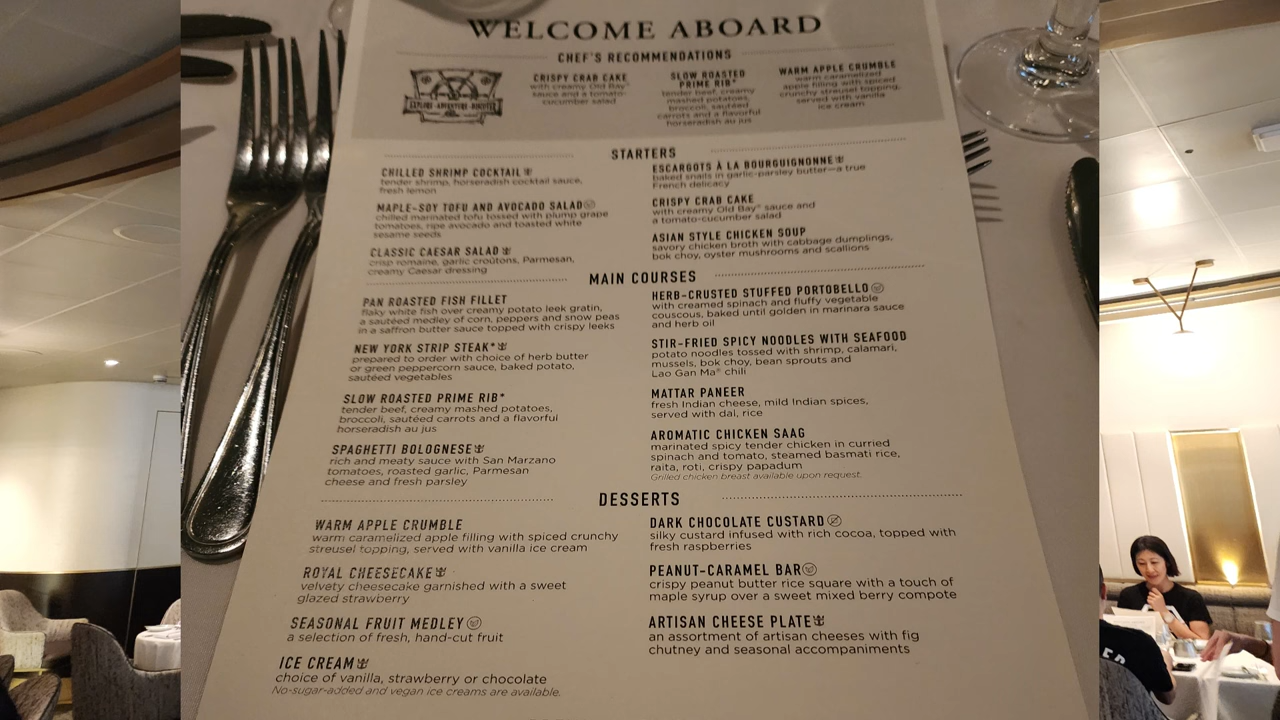 WELCOME ABOARD
CHEF'S RECOMMENDATIONS
EXPLORE • ADVENTURE • DISCOVER
CRISPY CRAB CAKE
with creamy Old Bay®
sauce and a tomato-
cucumber salad
SLOW ROASTED
PRIME RIB*
tender beef, creamy
mashed potatoes,
broccoli, sautéed
carrots and a flavorful
horseradish au jus
WARM APPLE CRUMBLE
warm caramelized
apple filling with spiced
crunchy streusel topping,
served with vanilla
ice cream
STARTERS
CHILLED SHRIMP COCKTAIL
tender shrimp, horseradish cocktail sauce,
fresh lemon
MAPLE-SOY TOFU AND AVOCADO SALAD
chilled marinated tofu tossed with plump grape
tomatoes, ripe avocado and toasted white
sesame seeds
CLASSIC CAESAR SALAD
crisp romaine, garlic croûtons, Parmesan,
creamy Caesar dressing
ESCARGOTS À LA BOURGUIGNONNE
baked snails in garlic-parsley butter—a true
French delicacy
CRISPY CRAB CAKE
with creamy Old Bay® sauce and
a tomato-cucumber salad
ASIAN STYLE CHICKEN SOUP
savory chicken broth with cabbage dumplings,
bok choy, oyster mushrooms and scallions
MAIN COURSES
PAN ROASTED FISH FILLET
flaky white fish over creamy potato leek gratin,
a sautéed medley of corn, peppers and snow peas
in a saffron butter sauce topped with crispy leeks
NEW YORK STRIP STEAK*
prepared to order with choice of herb butter
or green peppercorn sauce, baked potato,
sautéed vegetables
SLOW ROASTED PRIME RIB*
tender beef, creamy mashed potatoes,
broccoli, sautéed carrots and a flavorful
horseradish au jus
SPAGHETTI BOLOGNESE
rich and meaty sauce with San Marzano
tomatoes, roasted garlic, Parmesan
cheese and fresh parsley
HERB-CRUSTED STUFFED PORTOBELLO
with creamed spinach and fluffy vegetable
couscous, baked until golden in marinara sauce
and herb oil
STIR-FRIED SPICY NOODLES WITH SEAFOOD
potato noodles tossed with shrimp, calamari,
mussels, bok choy, bean sprouts and
Lao Gan Ma® chili
MATTAR PANEER
fresh Indian cheese, mild Indian spices,
served with dal, rice
AROMATIC CHICKEN SAAG
marinated spicy tender chicken in curried
spinach and tomato, steamed basmati rice,
raita, roti, crispy papadum
Grilled chicken breast available upon request.
DESSERTS
WARM APPLE CRUMBLE
warm caramelized apple filling with spiced crunchy
streusel topping, served with vanilla ice cream
ROYAL CHEESECAKE
velvety cheesecake garnished with a sweet
glazed strawberry
SEASONAL FRUIT MEDLEY
a selection of fresh, hand-cut fruit
ICE CREAM
choice of vanilla, strawberry or chocolate
No-sugar-added and vegan ice creams are available.
DARK CHOCOLATE CUSTARD
silky custard infused with rich cocoa, topped with
fresh raspberries
PEANUT-CARAMEL BAR
crispy peanut butter rice square with a touch of
maple syrup over a sweet mixed berry compote
ARTISAN CHEESE PLATE
an assortment of artisan cheeses with fig
chutney and seasonal accompaniments